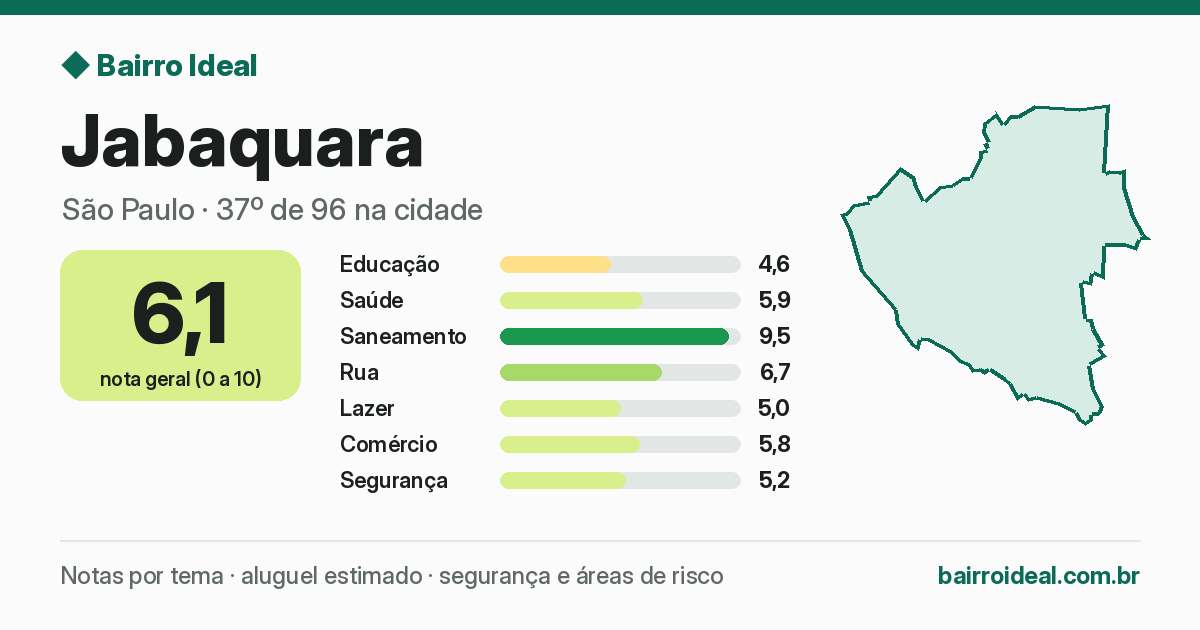 Bairro Ideal
Jabaquara
São Paulo · 37º de 96 na cidade
6,1
nota geral (0 a 10)
Educação 4,6
Saúde 5,9
Saneamento 9,5
Rua 6,7
Lazer 5,0
Comércio 5,8
Segurança 5,2
Notas por tema · aluguel estimado · segurança e áreas de risco
bairroideal.com.br